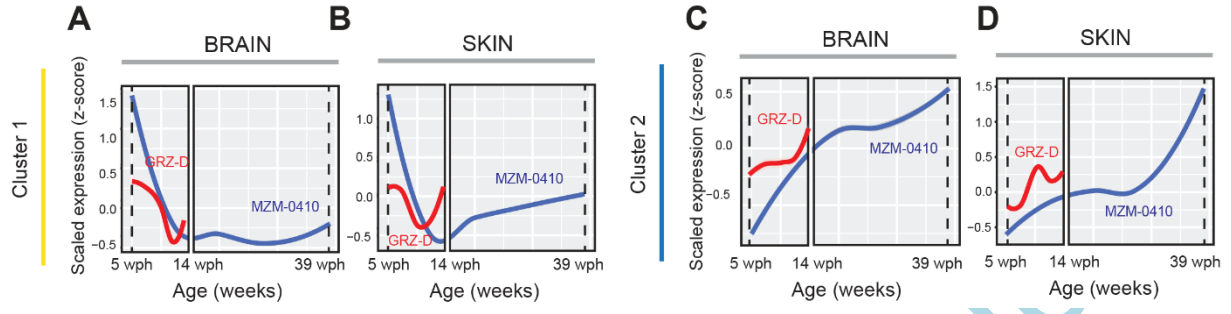 A
BRAIN
Cluster 1
Scaled expression (z-score)
1.5
1.0
0.5
0.0
−0.5
GRZ-D
MZM-0410
5 wph
14 wph
39 wph
Age (weeks)
B
SKIN
1.0
0.5
0.0
−0.5
GRZ-D
MZM-0410
5 wph
14 wph
39 wph
Age (weeks)
C
BRAIN
Cluster 2
Scaled expression (z-score)
0.5
0.0
−0.5
GRZ-D
MZM-0410
5 wph
14 wph
39 wph
Age (weeks)
D
SKIN
1.5
1.0
0.5
0.0
−0.5
GRZ-D
MZM-0410
5 wph
14 wph
39 wph
Age (weeks)